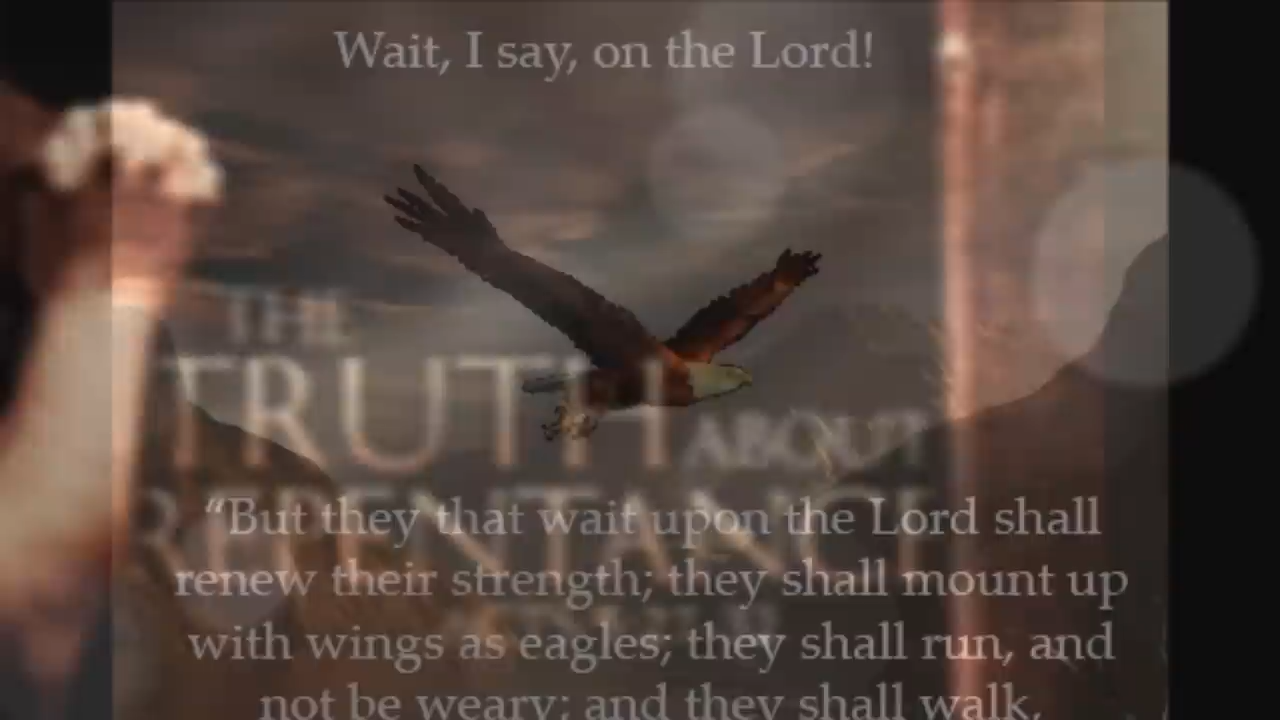 Wait, I say, on the Lord!
THE
TRUTH ABOUT
REPENTANCE
“But they that wait upon the Lord shall
renew their strength; they shall mount up
with wings as eagles; they shall run, and
not be weary; and they shall walk,